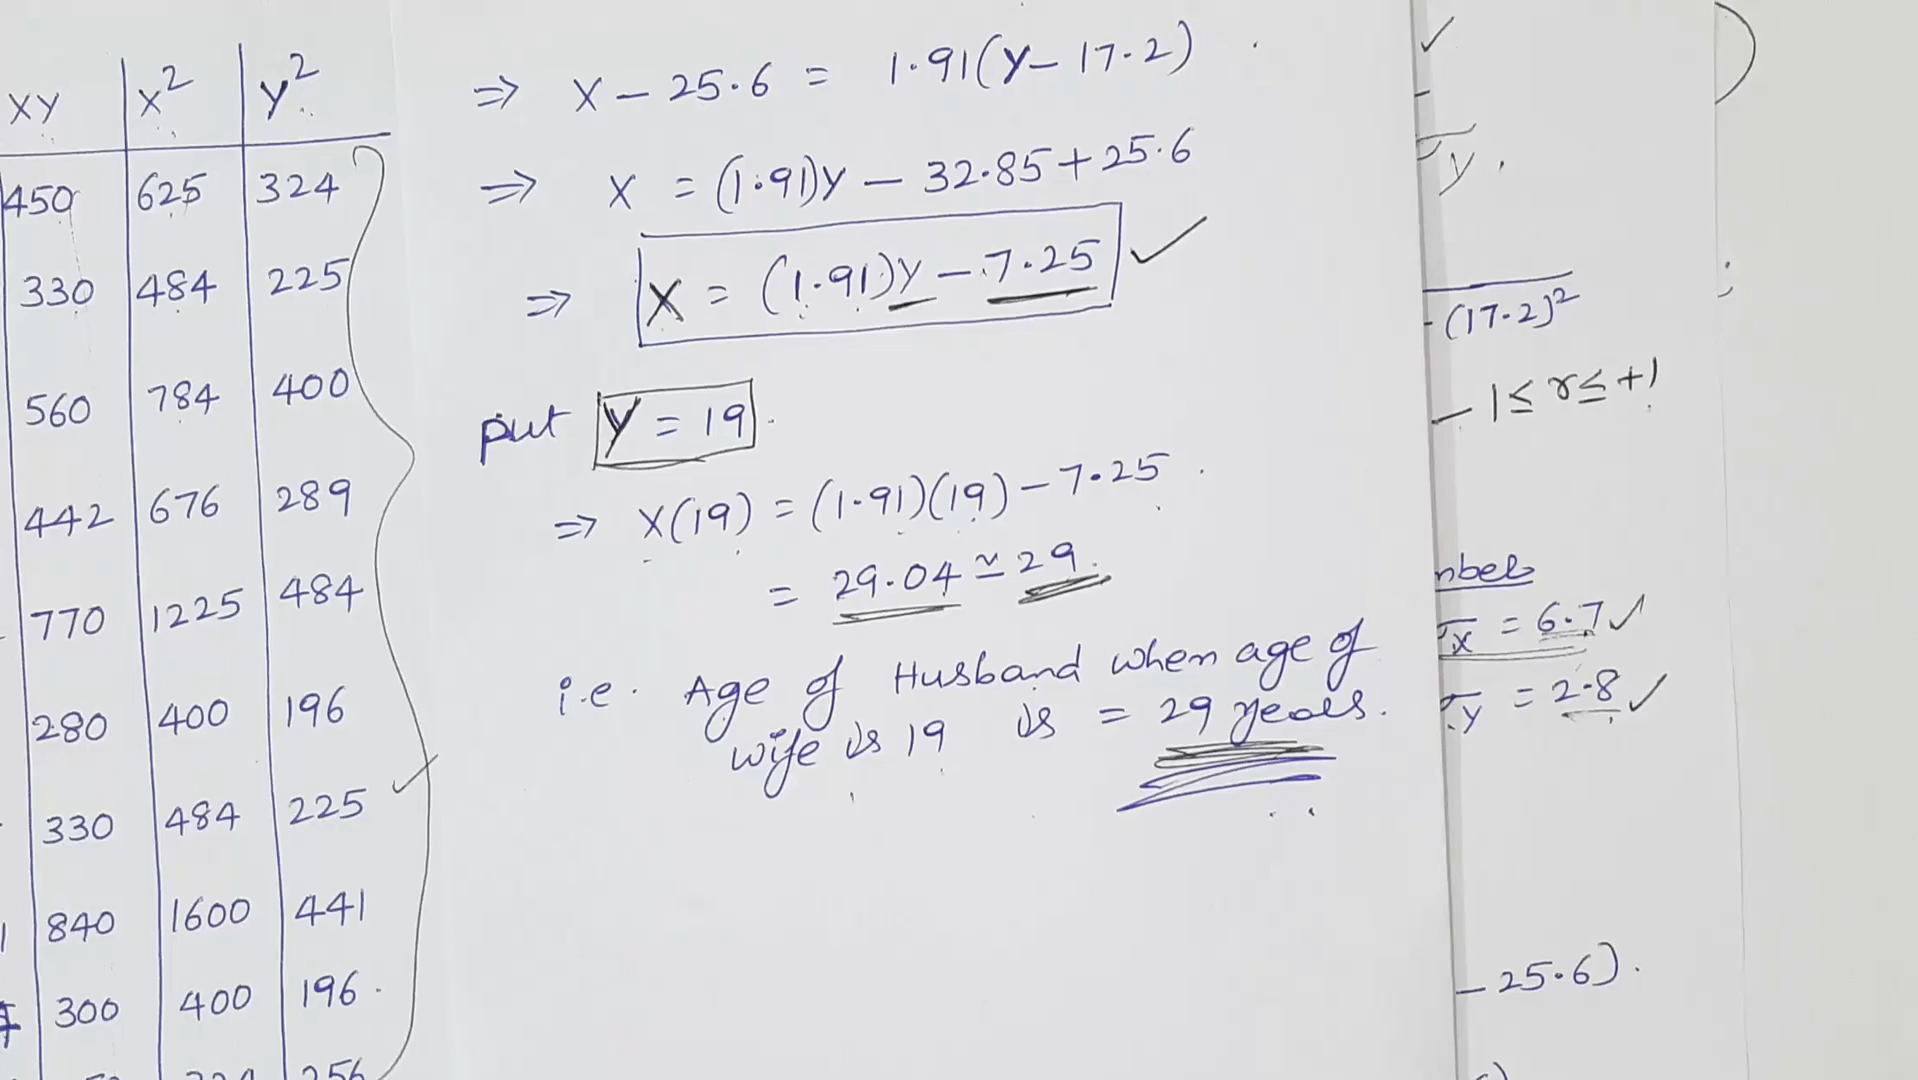 XY | X² | Y²
450 | 625 | 324
330 | 484 | 225
560 | 784 | 400
442 | 676 | 289
770 | 1225 | 484
280 | 400 | 196
330 | 484 | 225
840 | 1600 | 441
300 | 400 | 196
256
⇒ X – 25.6 = 1.91(Y – 17.2)
⇒ X = (1.91)Y – 32.85 + 25.6
⇒ X = (1.91)Y – 7.25 ✓
put Y = 19.
⇒ X(19) = (1.91)(19) – 7.25
= 29.04 ≃ 29.
i.e. Age of Husband when age of
wife is 19 is = 29 years.
✓
Y.
(17.2)²
– 1 ≤ r ≤ +1
x = 6.7 ✓
σy = 2.8 ✓
– 25.6).